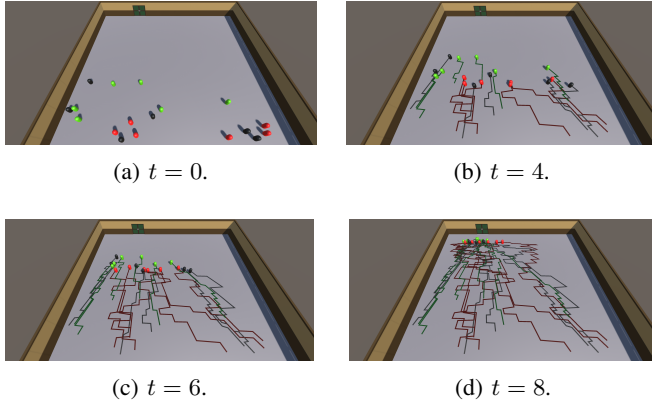 (a) t = 0.
(b) t = 4.
(c) t = 6.
(d) t = 8.